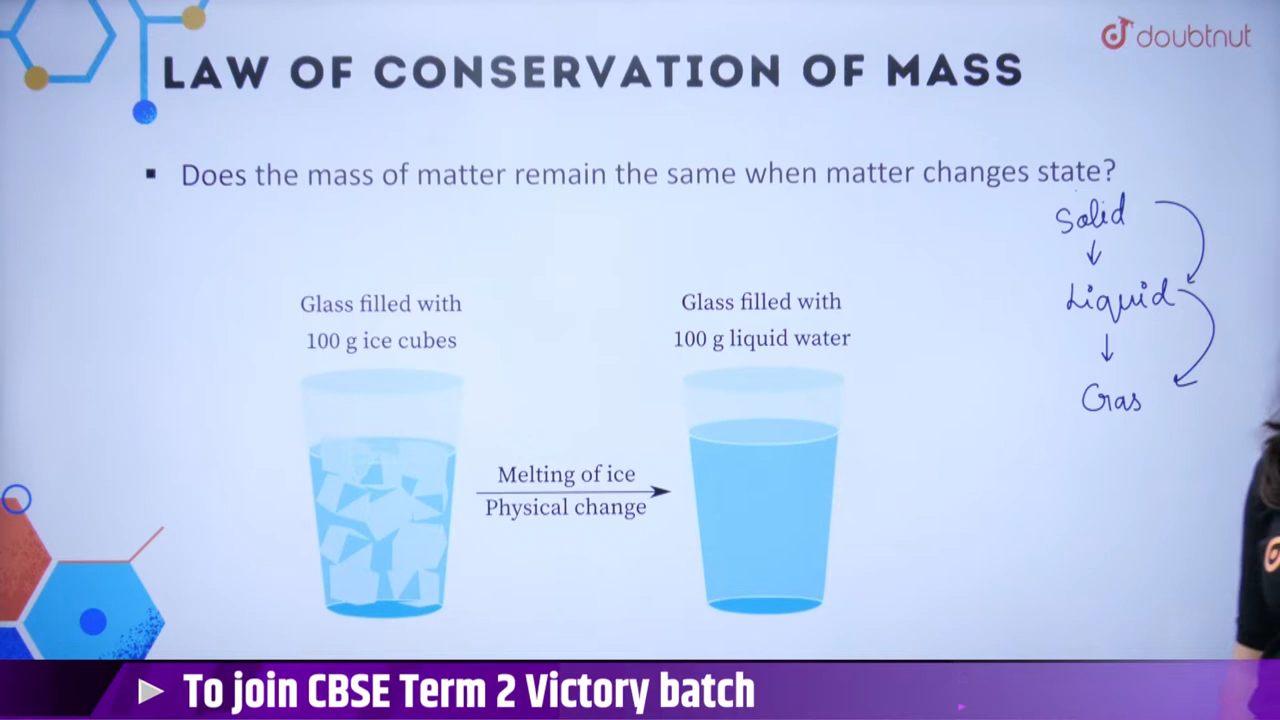 doubtnut
LAW OF CONSERVATION OF MASS
▪ Does the mass of matter remain the same when matter changes state?
Solid
↓
Liquid
↓
Gas
Glass filled with
100 g ice cubes
Glass filled with
100 g liquid water
Melting of ice
Physical change
To join CBSE Term 2 Victory batch